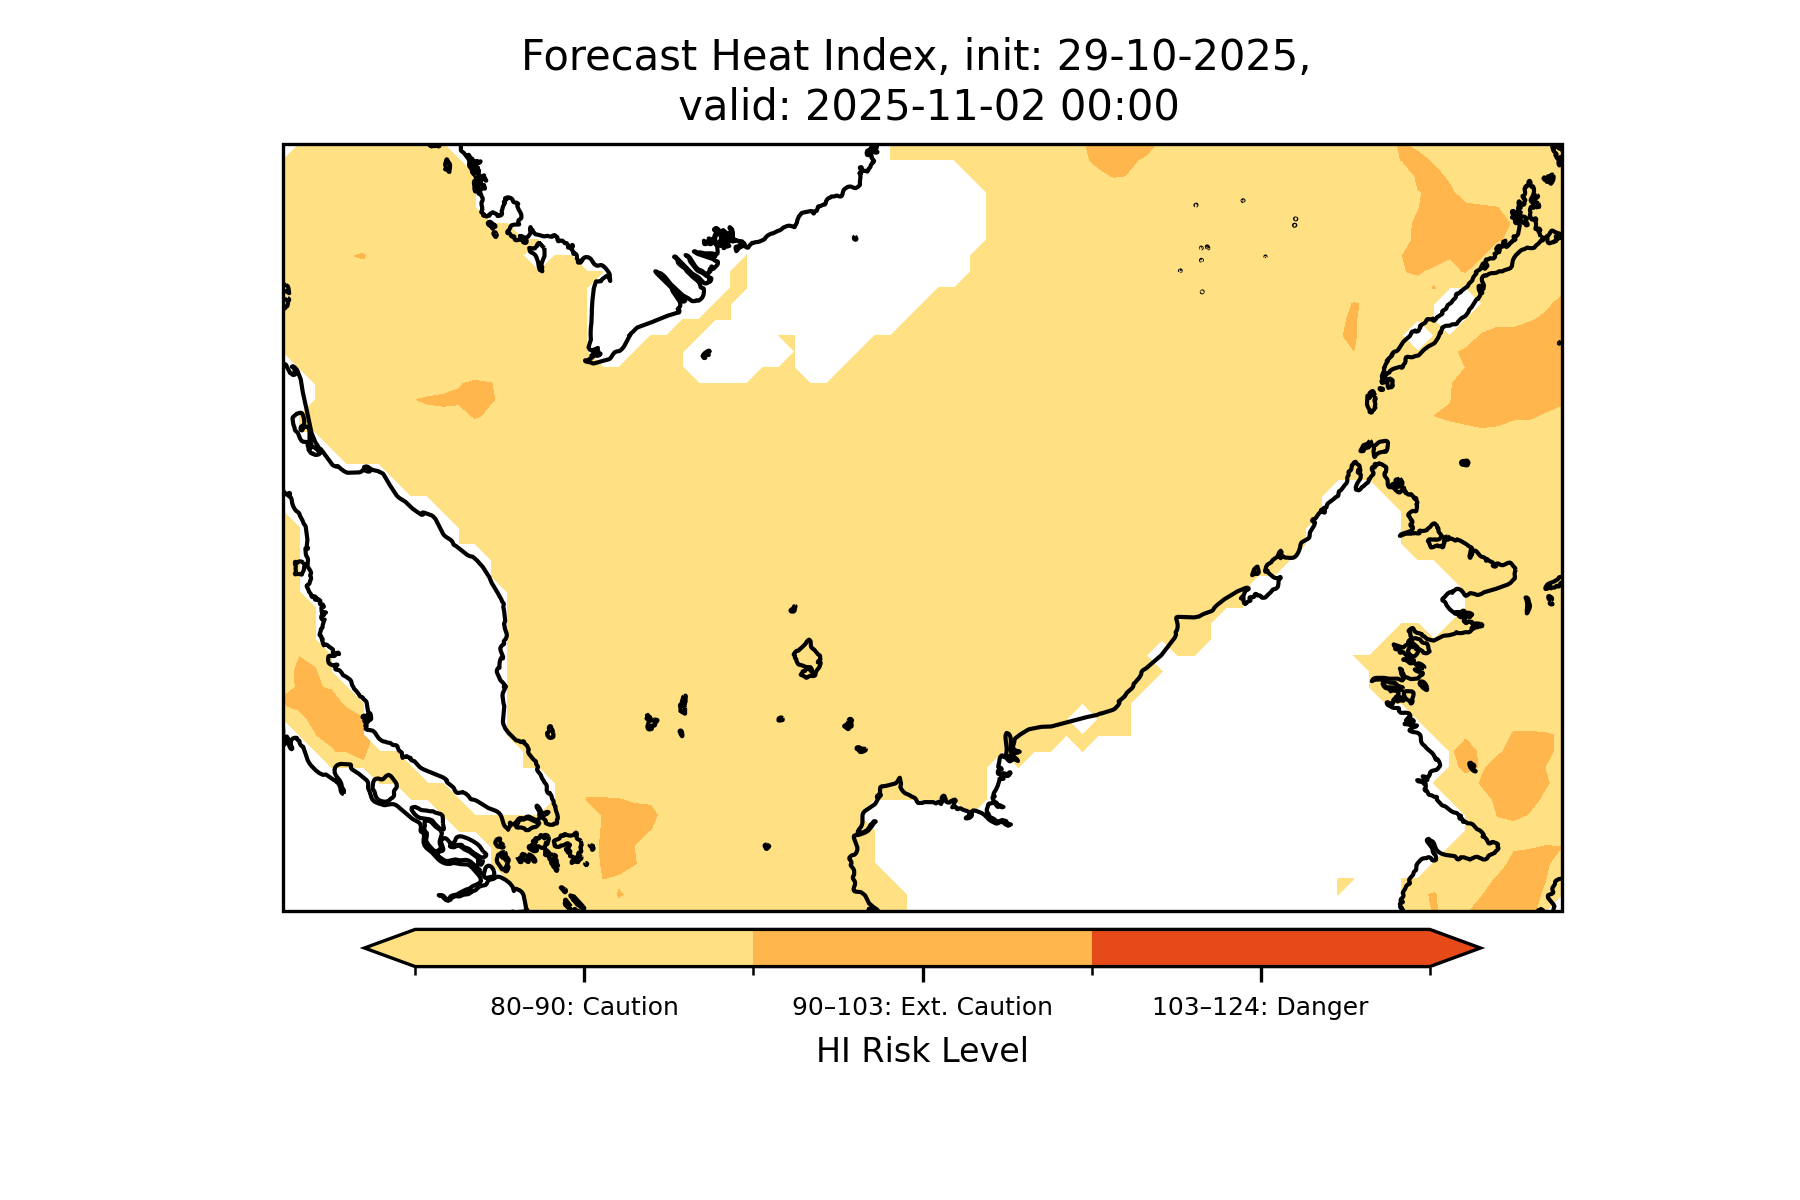 Forecast Heat Index, init: 29-10-2025,
valid: 2025-11-02 00:00
80–90: Caution
90–103: Ext. Caution
103–124: Danger
HI Risk Level